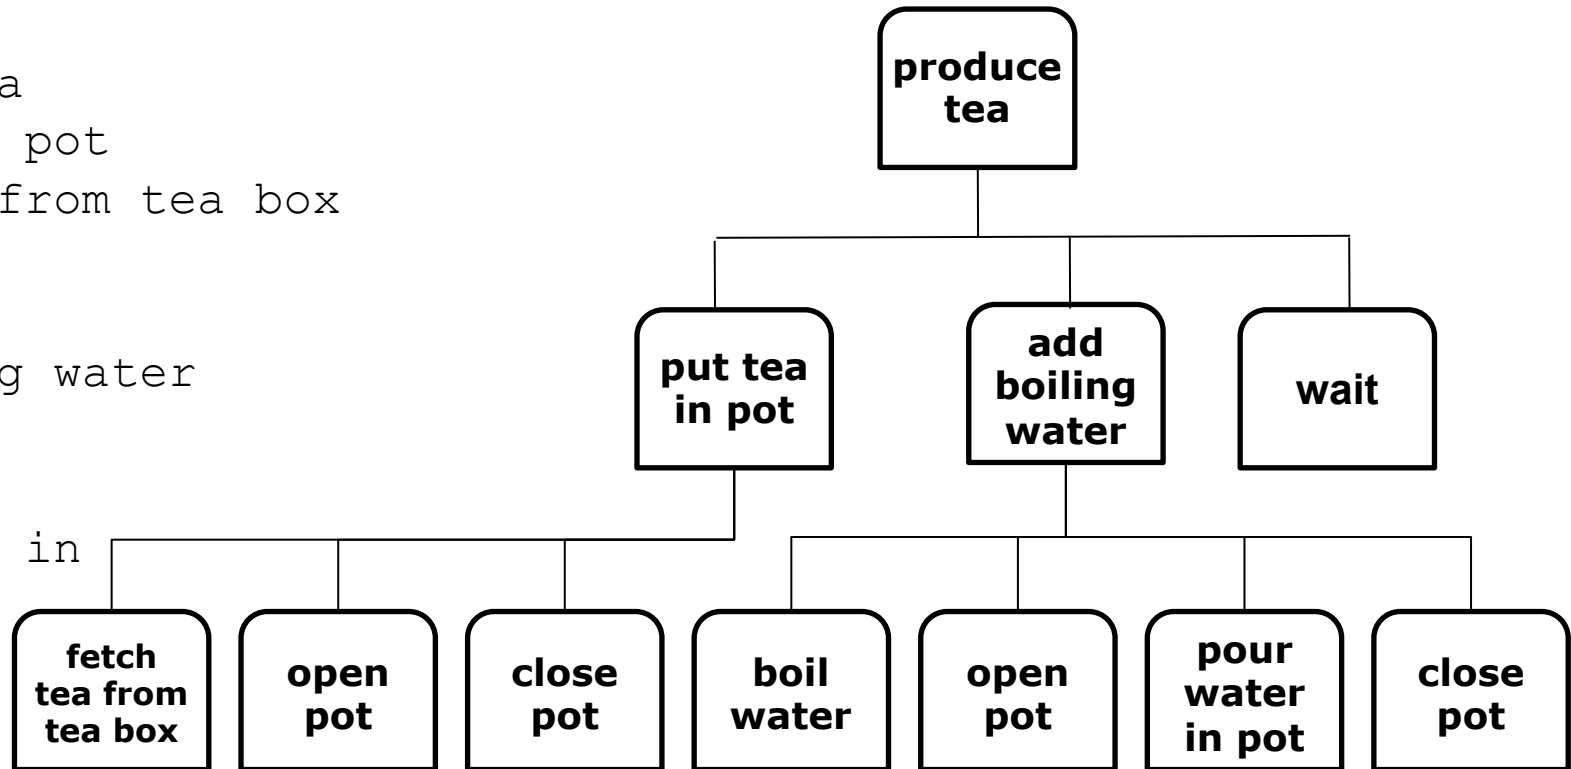 a
pot
from tea box
g water
in
produce
tea
put tea
in pot
add
boiling
water
wait
fetch
tea from
tea box
open
pot
close
pot
boil
water
open
pot
pour
water
in pot
close
pot